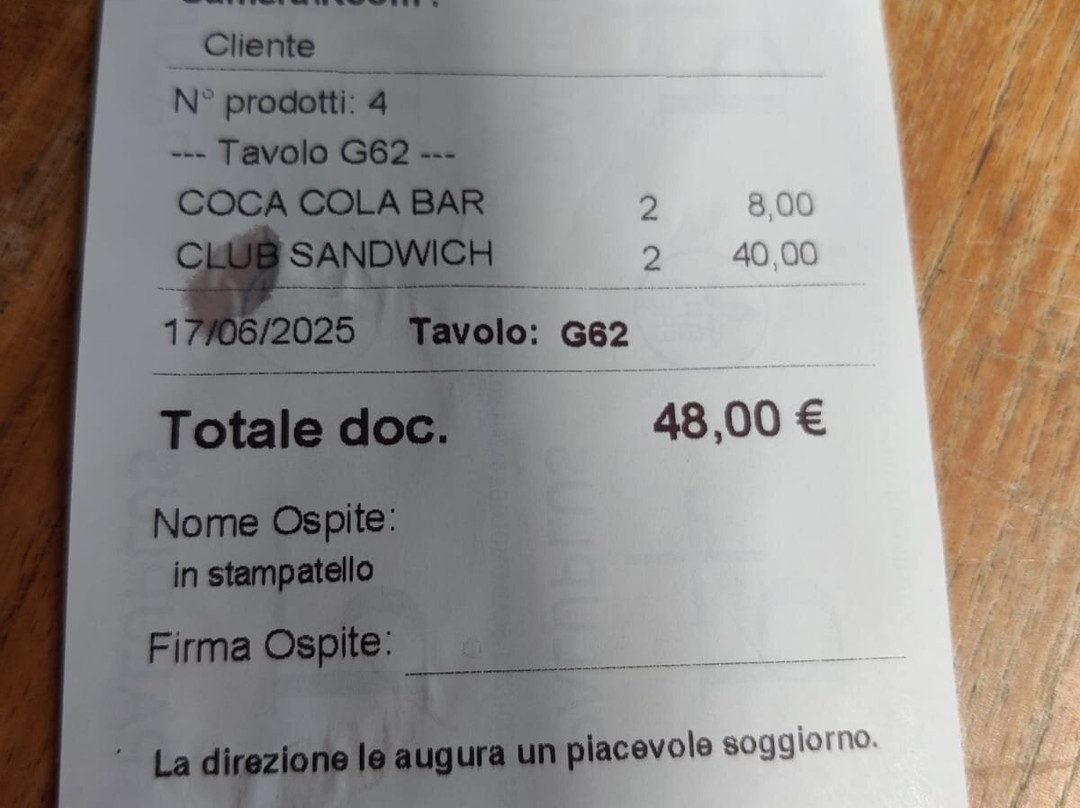 Cliente
N° prodotti: 4
--- Tavolo G62 ---
COCA COLA BAR 2 8,00
CLUB SANDWICH 2 40,00
17/06/2025 Tavolo: G62
Totale doc. 48,00 €
Nome Ospite:
in stampatello
Firma Ospite:
La direzione le augura un piacevole soggiorno.